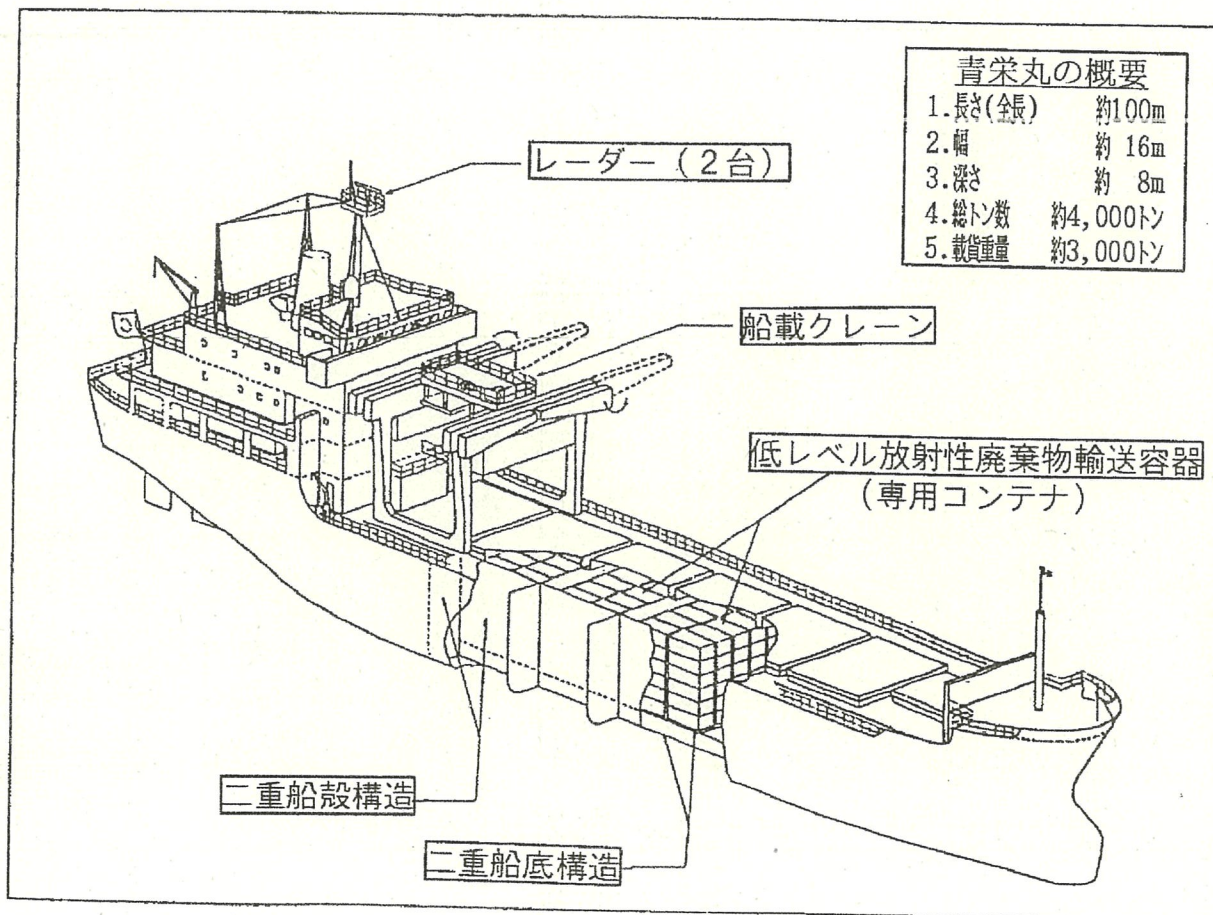 青栄丸の概要
1.長さ(全長) 約100m
2.幅 約 16m
3.深さ 約 8m
4.総トン数 約4,000トン
5.載貨重量 約3,000トン
レーダー(2台)
船載クレーン
低レベル放射性廃棄物輸送容器
(専用コンテナ)
二重船殻構造
二重船底構造